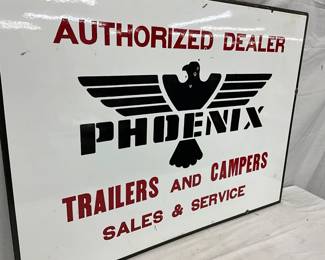 AUTHORIZED DEALER
PHOENIX
TRAILERS AND CAMPERS
SALES & SERVICE